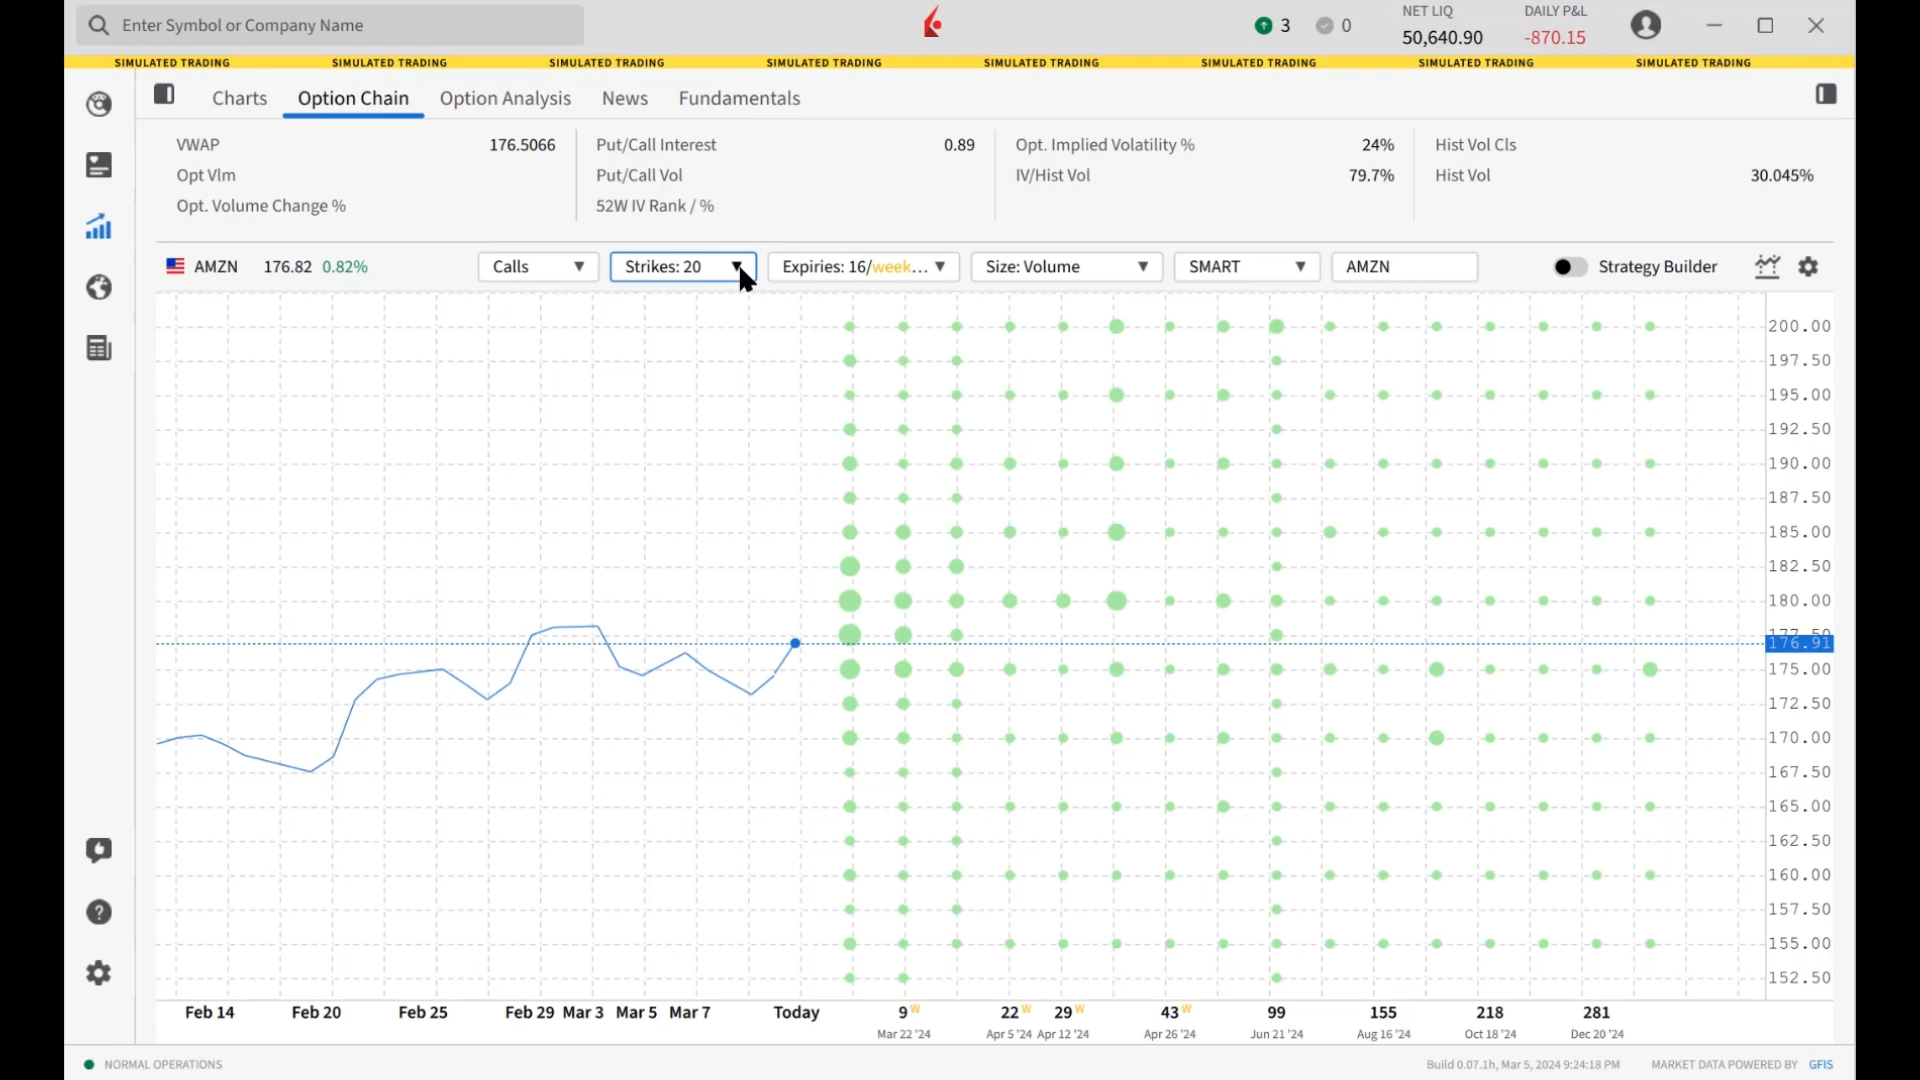 Enter Symbol or Company Name
3
0
NET LIQ
50,640.90
DAILY P&L
-870.15
SIMULATED TRADING SIMULATED TRADING SIMULATED TRADING SIMULATED TRADING SIMULATED TRADING SIMULATED TRADING SIMULATED TRADING SIMULATED TRADING
Charts Option Chain Option Analysis News Fundamentals
VWAP 176.5066 Put/Call Interest 0.89 Opt. Implied Volatility % 24% Hist Vol Cls
Opt Vlm Put/Call Vol IV/Hist Vol 79.7% Hist Vol 30.045%
Opt. Volume Change % 52W IV Rank / %
AMZN 176.82 0.82% Calls Strikes: 20 Expiries: 16/week... Size: Volume SMART AMZN Strategy Builder
200.00
197.50
195.00
192.50
190.00
187.50
185.00
182.50
180.00
177.50
176.91
175.00
172.50
170.00
167.50
165.00
162.50
160.00
157.50
155.00
152.50
Feb 14 Feb 20 Feb 25 Feb 29 Mar 3 Mar 5 Mar 7 Today 9 W 22 W 29 W 43 W 99 155 218 281
Mar 22 '24 Apr 5 '24 Apr 12 '24 Apr 26 '24 Jun 21 '24 Aug 16 '24 Oct 18 '24 Dec 20 '24
NORMAL OPERATIONS Build 0.07.1h, Mar 5, 2024 9:24:18 PM MARKET DATA POWERED BY GFIS